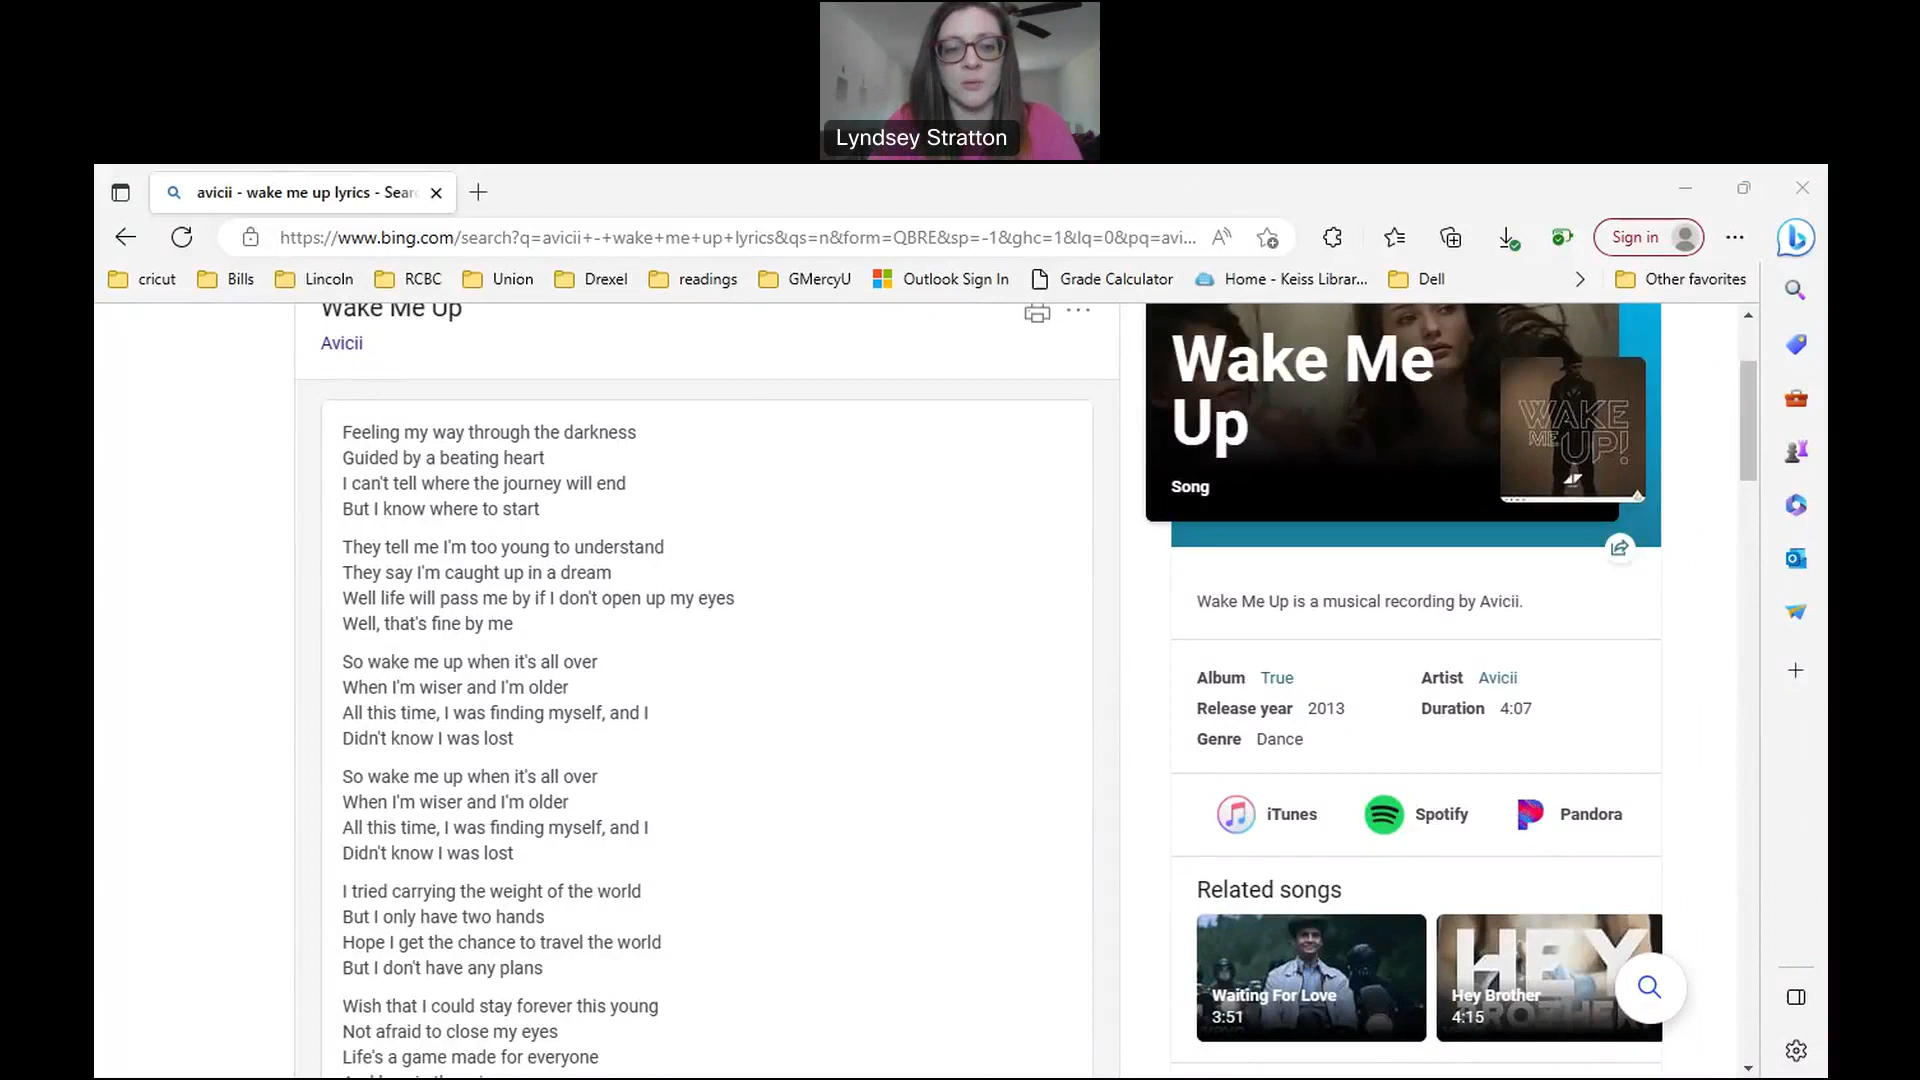 Lyndsey Stratton
avicii - wake me up lyrics - Sear
https://www.bing.com/search?q=avicii+-+wake+me+up+lyrics&qs=n&form=QBRE&sp=-1&ghc=1&lq=0&pq=avi...
Sign in
cricut
Bills
Lincoln
RCBC
Union
Drexel
readings
GMercyU
Outlook Sign In
Grade Calculator
Home - Keiss Librar...
Dell
Other favorites
Wake Me Up
Avicii
Feeling my way through the darkness
Guided by a beating heart
I can't tell where the journey will end
But I know where to start
They tell me I'm too young to understand
They say I'm caught up in a dream
Well life will pass me by if I don't open up my eyes
Well, that's fine by me
So wake me up when it's all over
When I'm wiser and I'm older
All this time, I was finding myself, and I
Didn't know I was lost
So wake me up when it's all over
When I'm wiser and I'm older
All this time, I was finding myself, and I
Didn't know I was lost
I tried carrying the weight of the world
But I only have two hands
Hope I get the chance to travel the world
But I don't have any plans
Wish that I could stay forever this young
Not afraid to close my eyes
Life's a game made for everyone
Wake Me
Up
Song
WAKE
ME UP!
Wake Me Up is a musical recording by Avicii.
Album True
Artist Avicii
Release year 2013
Duration 4:07
Genre Dance
iTunes
Spotify
Pandora
Related songs
Waiting For Love
3:51
HEY
BROTHER
Hey Brother
4:15